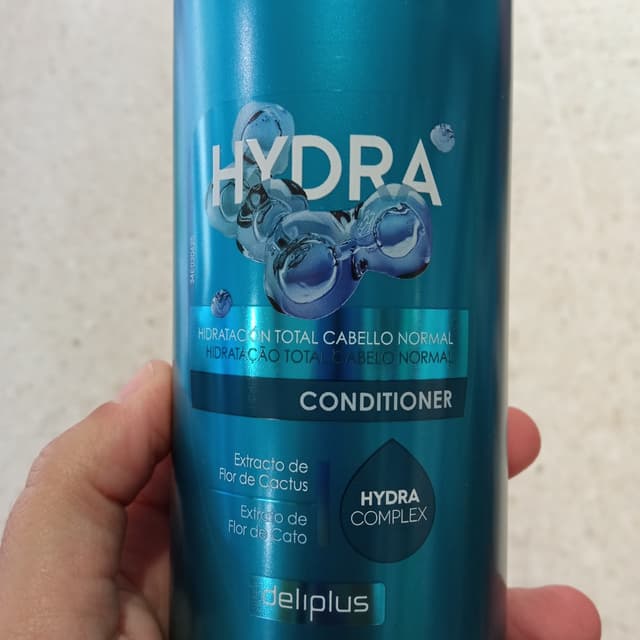 HYDRA
HIDRATACIÓN TOTAL CABELLO NORMAL
HIDRATAÇÃO TOTAL CABELO NORMAL
CONDITIONER
Extracto de
Flor de Cactus
Extrato de
Flor de Cato
HYDRA
COMPLEX
deliplus